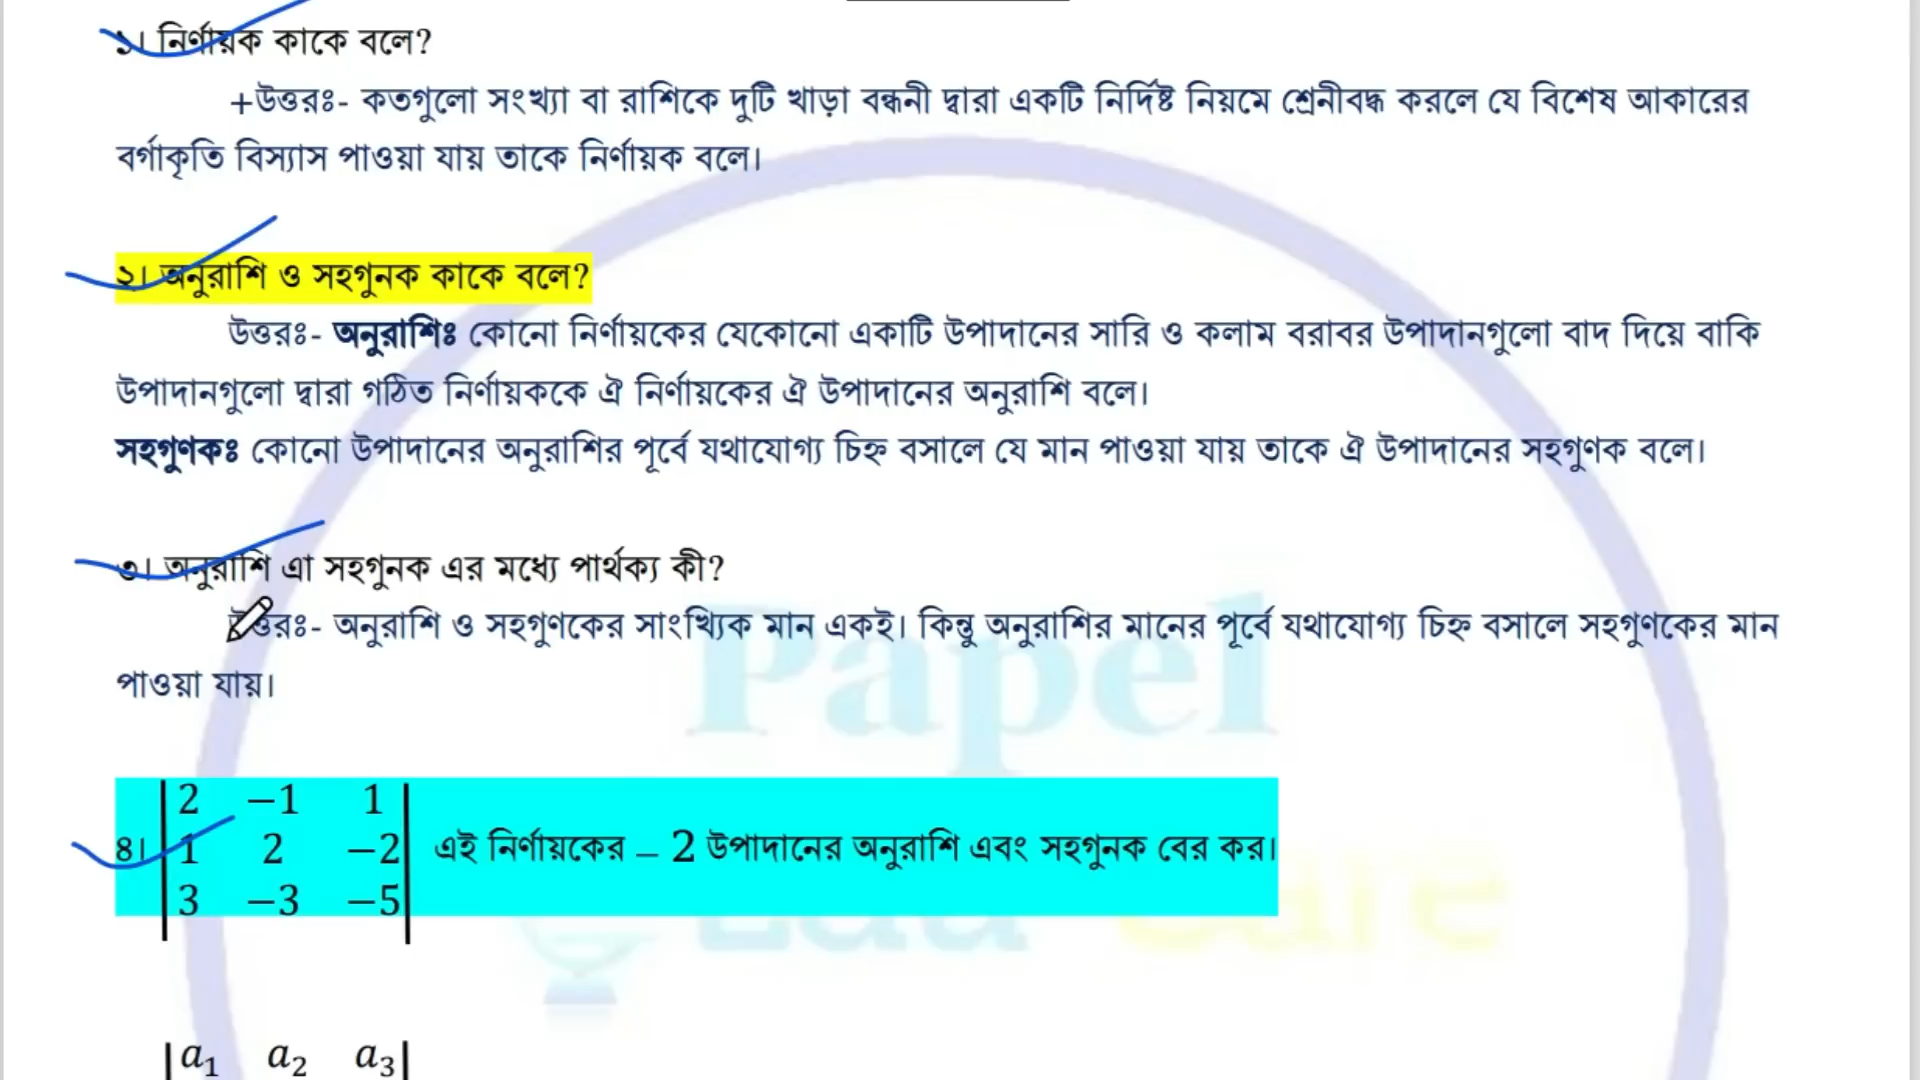 ১। নির্ণায়ক কাকে বলে?
+উত্তরঃ- কতগুলো সংখ্যা বা রাশিকে দুটি খাড়া বন্ধনী দ্বারা একটি নির্দিষ্ট নিয়মে শ্রেনীবদ্ধ করলে যে বিশেষ আকারের
বর্গাকৃতি বিস্যাস পাওয়া যায় তাকে নির্ণায়ক বলে।
২। অনুরাশি ও সহগুনক কাকে বলে?
উত্তরঃ- অনুরাশিঃ কোনো নির্ণায়কের যেকোনো একাটি উপাদানের সারি ও কলাম বরাবর উপাদানগুলো বাদ দিয়ে বাকি
উপাদানগুলো দ্বারা গঠিত নির্ণায়ককে ঐ নির্ণায়কের ঐ উপাদানের অনুরাশি বলে।
সহগুণকঃ কোনো উপাদানের অনুরাশির পূর্বে যথাযোগ্য চিহ্ন বসালে যে মান পাওয়া যায় তাকে ঐ উপাদানের সহগুণক বলে।
৩। অনুরাশি এা সহগুনক এর মধ্যে পার্থক্য কী?
উত্তরঃ- অনুরাশি ও সহগুণকের সাংখ্যিক মান একই। কিন্তু অনুরাশির মানের পূর্বে যথাযোগ্য চিহ্ন বসালে সহগুণকের মান
পাওয়া যায়।
2 −1 1
৪। 1 2 −2 এই নির্ণায়কের – 2 উপাদানের অনুরাশি এবং সহগুনক বের কর।
3 −3 −5
a₁ a₂ a₃
Papel
Edu Care